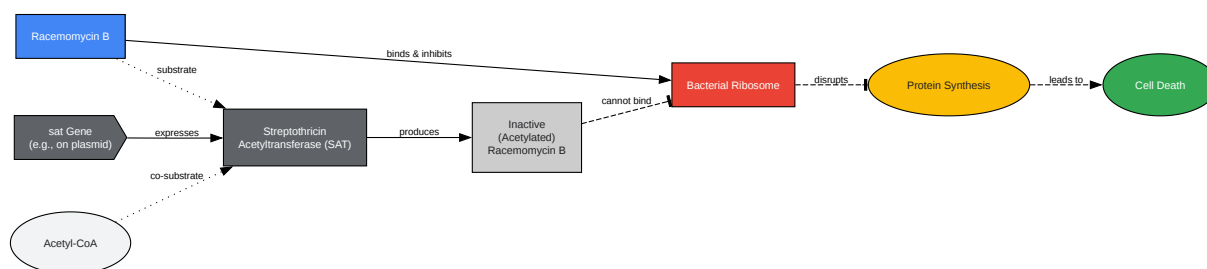 Racemomycin B
binds & inhibits
substrate
Bacterial Ribosome
disrupts
Protein Synthesis
leads to
Cell Death
cannot bind
sat Gene
(e.g., on plasmid)
expresses
Streptothricin
Acetyltransferase (SAT)
produces
Inactive
(Acetylated)
Racemomycin B
co-substrate
Acetyl-CoA